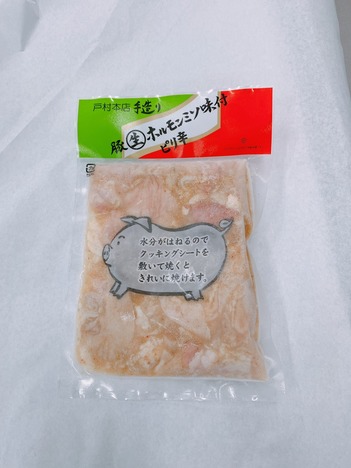 戸村本店 手造り
豚生ホルモンミソ味付
ピリ辛
水分がはねるので
クッキングシートを
敷いて焼くと
きれいに焼けます。